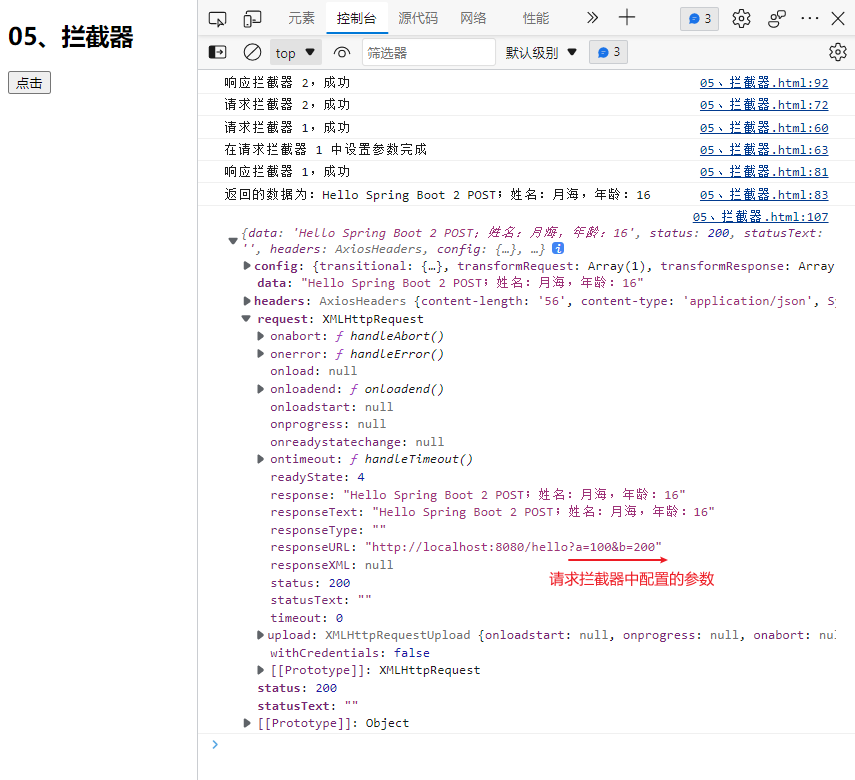 05、拦截器
点击
元素 控制台 源代码 网络 性能 3
top 筛选器 默认级别 3
响应拦截器 2，成功 05、拦截器.html:92
请求拦截器 2，成功 05、拦截器.html:72
请求拦截器 1，成功 05、拦截器.html:60
在请求拦截器 1 中设置参数完成 05、拦截器.html:63
响应拦截器 1，成功 05、拦截器.html:81
返回的数据为：Hello Spring Boot 2 POST；姓名：月海，年龄：16 05、拦截器.html:83
05、拦截器.html:107
{data: 'Hello Spring Boot 2 POST；姓名：月海，年龄：16', status: 200, statusText:
'', headers: AxiosHeaders, config: {…}, …}
config: {transitional: {…}, transformRequest: Array(1), transformResponse: Array
data: "Hello Spring Boot 2 POST；姓名：月海，年龄：16"
headers: AxiosHeaders {content-length: '56', content-type: 'application/json', Sy
request: XMLHttpRequest
onabort: ƒ handleAbort()
onerror: ƒ handleError()
onload: null
onloadend: ƒ onloadend()
onloadstart: null
onprogress: null
onreadystatechange: null
ontimeout: ƒ handleTimeout()
readyState: 4
response: "Hello Spring Boot 2 POST；姓名：月海，年龄：16"
responseText: "Hello Spring Boot 2 POST；姓名：月海，年龄：16"
responseType: ""
responseURL: "http://localhost:8080/hello?a=100&b=200"
responseXML: null
请求拦截器中配置的参数
status: 200
statusText: ""
timeout: 0
upload: XMLHttpRequestUpload {onloadstart: null, onprogress: null, onabort: nul
withCredentials: false
[[Prototype]]: XMLHttpRequest
status: 200
statusText: ""
[[Prototype]]: Object